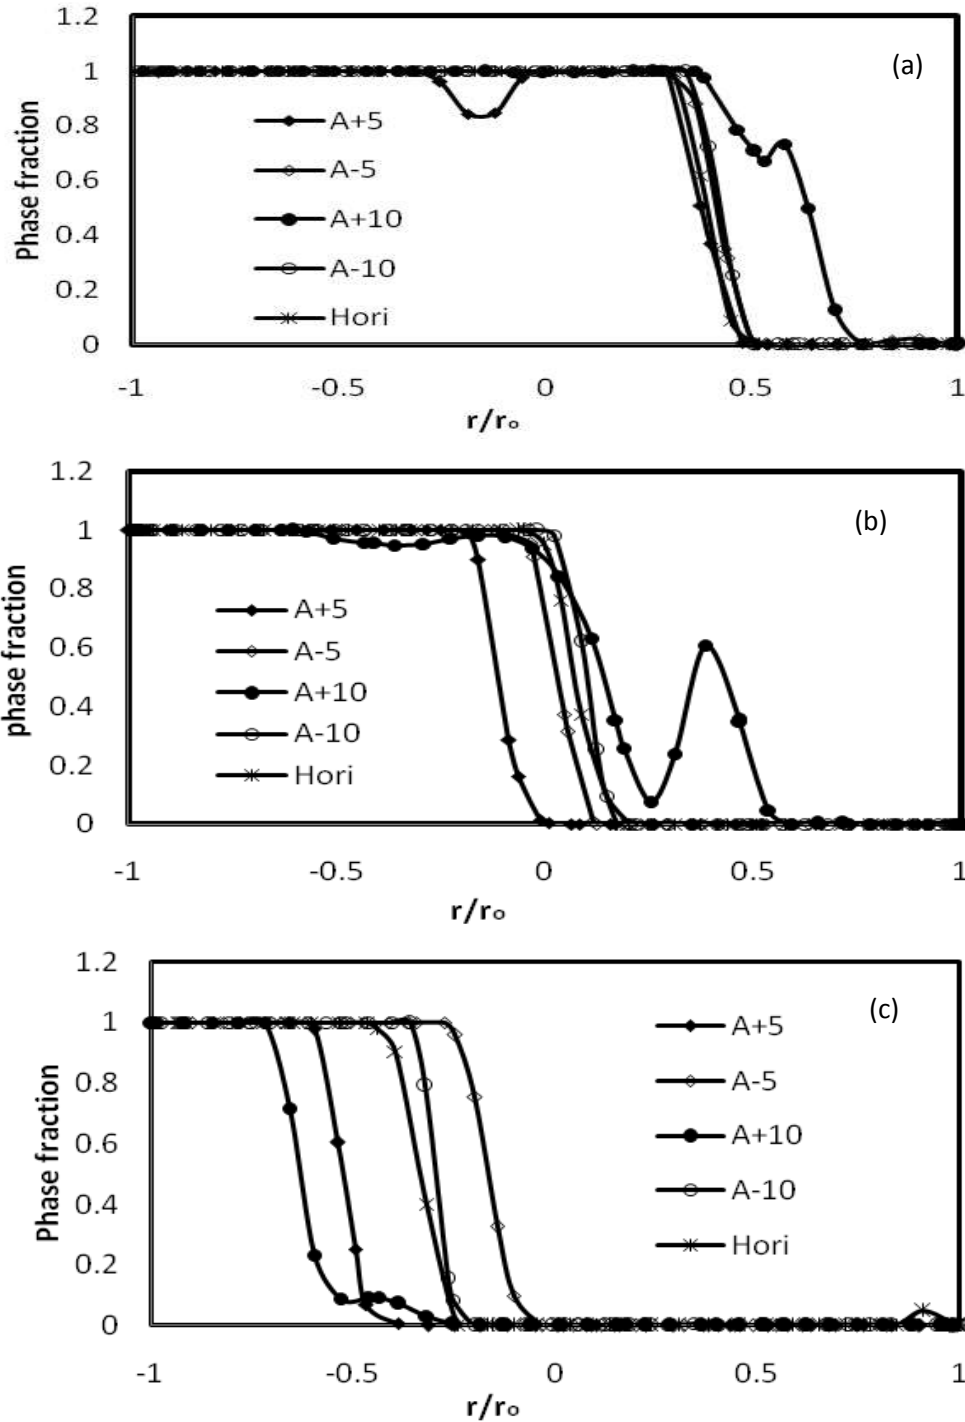 1.2
(a)
1
0.8
0.6
0.4
0.2
0
Phase fraction
A+5
A-5
A+10
A-10
Hori
-1 -0.5 0 0.5 1
r/ro
1.2
(b)
1
0.8
0.6
0.4
0.2
0
phase fraction
A+5
A-5
A+10
A-10
Hori
-1 -0.5 0 0.5 1
r/ro
1.2
(c)
1
0.8
0.6
0.4
0.2
0
Phase fraction
A+5
A-5
A+10
A-10
Hori
-1 -0.5 0 0.5 1
r/ro